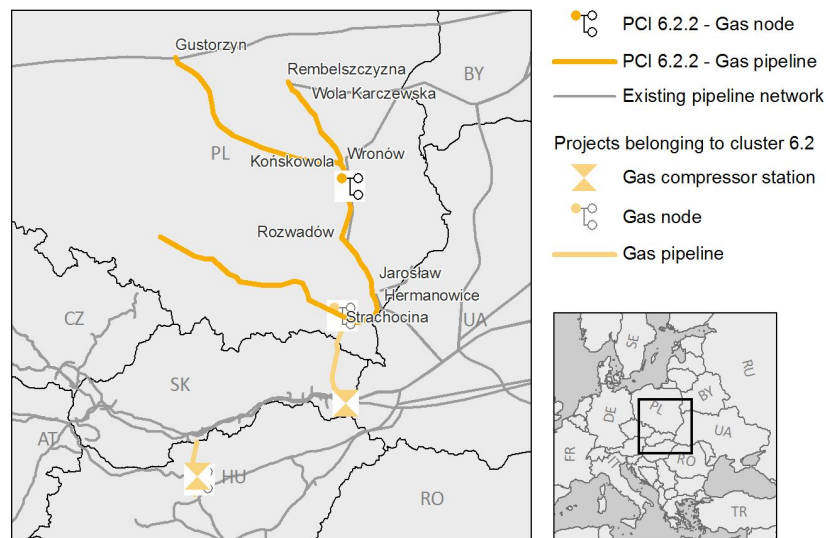 Gustorzyn
Rembelszczyzna
BY
Wola Karczewska
PL
Wronów
Końskowola
Rozwadów
Jarosław
Hermanowice
Strachocina
UA
CZ
SK
AT
HU
RO
PCI 6.2.2 - Gas node
PCI 6.2.2 - Gas pipeline
Existing pipeline network
Projects belonging to cluster 6.2
Gas compressor station
Gas node
Gas pipeline
SE
RU
BY
PL
DE
UA
FR
RO
IT
TR